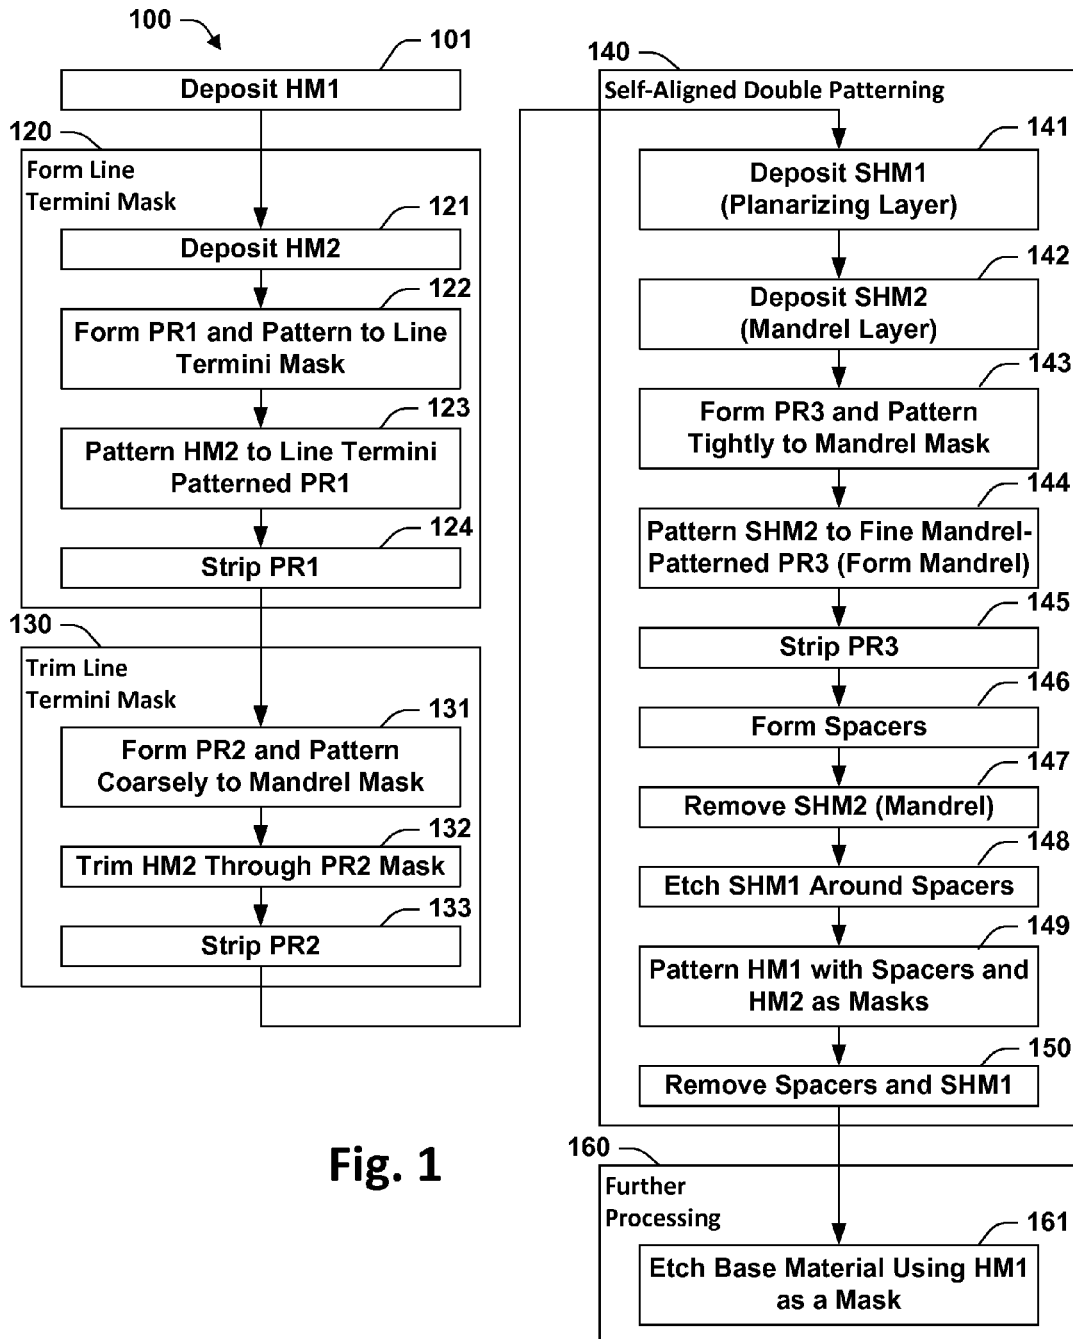 100
101
Deposit HM1
120
Form Line
Termini Mask
121
Deposit HM2
122
Form PR1 and Pattern to Line
Termini Mask
123
Pattern HM2 to Line Termini
Patterned PR1
124
Strip PR1
130
Trim Line
Termini Mask
131
Form PR2 and Pattern
Coarsely to Mandrel Mask
132
Trim HM2 Through PR2 Mask
133
Strip PR2
140
Self-Aligned Double Patterning
141
Deposit SHM1
(Planarizing Layer)
142
Deposit SHM2
(Mandrel Layer)
143
Form PR3 and Pattern
Tightly to Mandrel Mask
144
Pattern SHM2 to Fine Mandrel-
Patterned PR3 (Form Mandrel)
145
Strip PR3
146
Form Spacers
147
Remove SHM2 (Mandrel)
148
Etch SHM1 Around Spacers
149
Pattern HM1 with Spacers and
HM2 as Masks
150
Remove Spacers and SHM1
160
Further
Processing
161
Etch Base Material Using HM1
as a Mask
Fig. 1